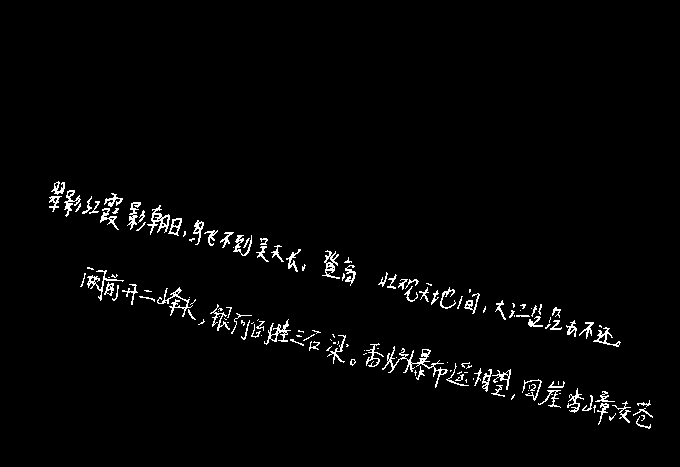 翠影红霞影朝日,鸟飞不到吴天长。登高 壮观天地间,大江茫茫去不还。
阙前开二峰长,银河倒挂三石梁。香炉瀑布遥相望,回崖沓嶂凌苍